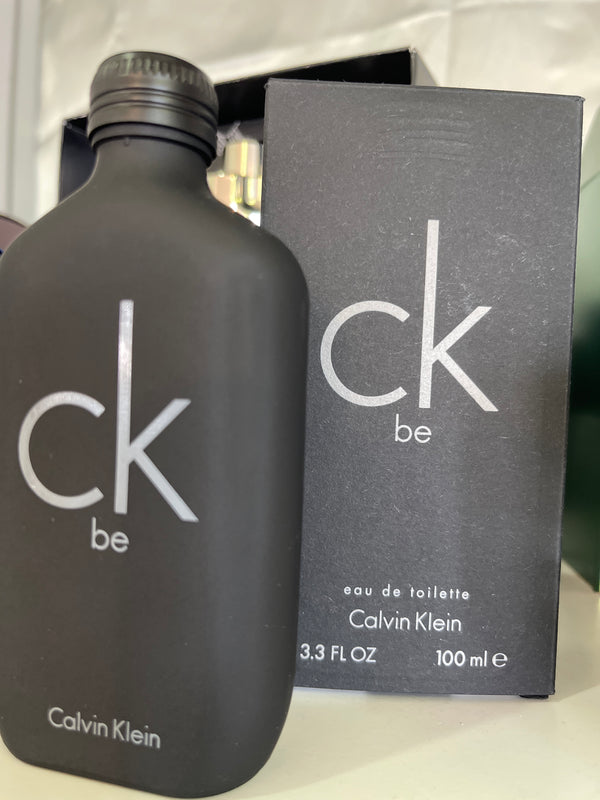 ck
be
Calvin Klein
ck
be
eau de toilette
Calvin Klein
3.3 FL OZ 100 ml ℮